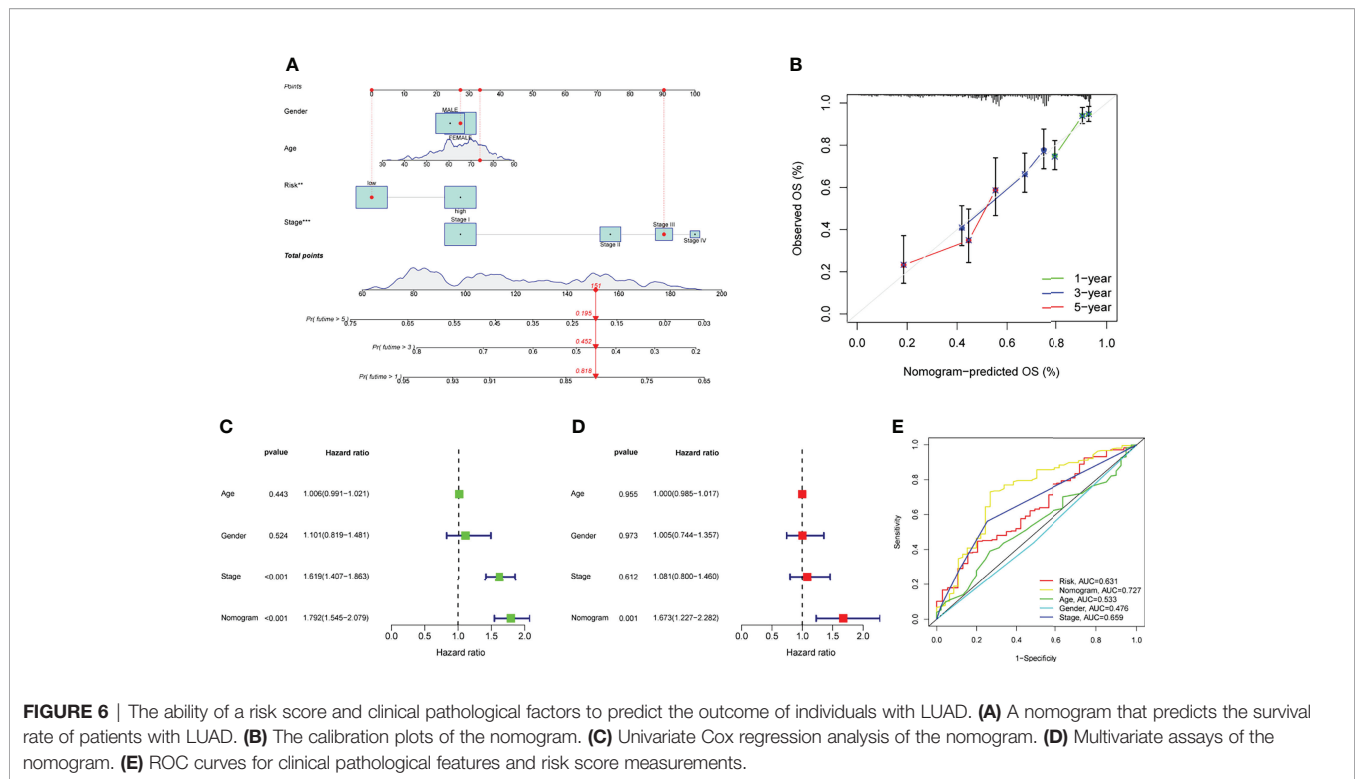 A
Points
0 10 20 30 40 50 60 70 80 90 100
Gender
MALE
FEMALE
Age
30 40 50 60 70 80 90
Risk**
low
high
Stage***
Stage I
Stage II
Stage III
Stage IV
Total points
60 80 100 120 140 160 180 200
151
Pr( futime > 5 )
0.75 0.65 0.55 0.45 0.35 0.25 0.15 0.07 0.03
0.195
Pr( futime > 3 )
0.8 0.7 0.6 0.5 0.4 0.3 0.2
0.452
Pr( futime > 1 )
0.95 0.93 0.91 0.85 0.75 0.65
0.818
B
Observed OS (%)
1.0
0.8
0.6
0.4
0.2
0.0
1-year
3-year
5-year
0.0 0.2 0.4 0.6 0.8 1.0
Nomogram-predicted OS (%)
C
pvalue Hazard ratio
Age 0.443 1.006(0.991-1.021)
Gender 0.524 1.101(0.819-1.481)
Stage <0.001 1.619(1.407-1.863)
Nomogram <0.001 1.792(1.545-2.079)
0.0 0.5 1.0 1.5 2.0
Hazard ratio
D
pvalue Hazard ratio
Age 0.955 1.000(0.985-1.017)
Gender 0.973 1.005(0.744-1.357)
Stage 0.612 1.081(0.800-1.460)
Nomogram 0.001 1.673(1.227-2.282)
0.0 0.5 1.0 1.5 2.0
Hazard ratio
E
Sensitivity
1.0
0.8
0.6
0.4
0.2
0.0
Risk, AUC=0.631
Nomogram, AUC=0.727
Age, AUC=0.533
Gender, AUC=0.476
Stage, AUC=0.659
0.0 0.2 0.4 0.6 0.8 1.0
1-Specificity
FIGURE 6 | The ability of a risk score and clinical pathological factors to predict the outcome of individuals with LUAD. (A) A nomogram that predicts the survival
rate of patients with LUAD. (B) The calibration plots of the nomogram. (C) Univariate Cox regression analysis of the nomogram. (D) Multivariate assays of the
nomogram. (E) ROC curves for clinical pathological features and risk score measurements.